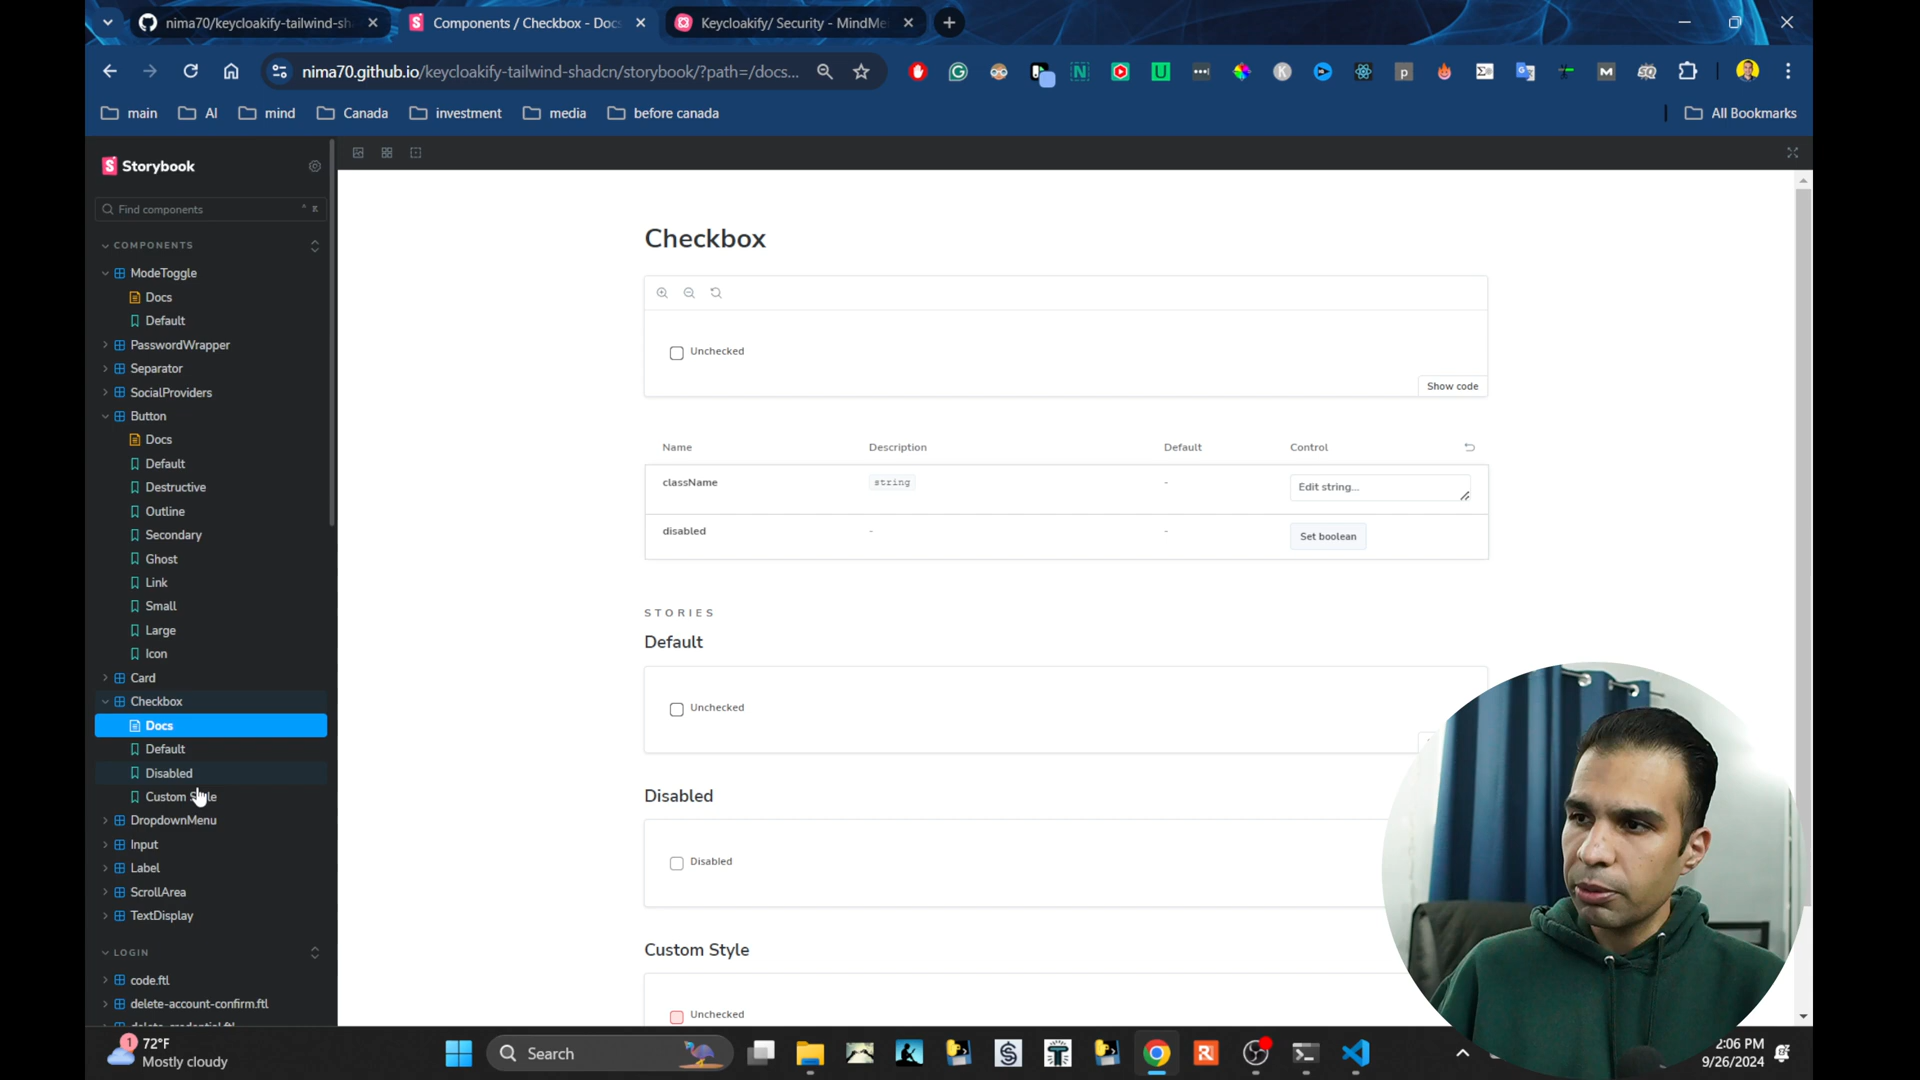 nima70/keycloakify-tailwind-sh
Components / Checkbox - Doc
Keycloakify/ Security - MindMe
nima70.github.io/keycloakify-tailwind-shadcn/storybook/?path=/docs...
main
AI
mind
Canada
investment
media
before canada
All Bookmarks
Storybook
Find components
^ K
COMPONENTS
ModeToggle
Docs
Default
PasswordWrapper
Separator
SocialProviders
Button
Docs
Default
Destructive
Outline
Secondary
Ghost
Link
Small
Large
Icon
Card
Checkbox
Docs
Default
Disabled
Custom Style
DropdownMenu
Input
Label
ScrollArea
TextDisplay
LOGIN
code.ftl
delete-account-confirm.ftl
Checkbox
Unchecked
Show code
Name Description Default Control
className string - Edit string...
disabled - - Set boolean
STORIES
Default
Unchecked
Disabled
Disabled
Custom Style
Unchecked
1
72°F
Mostly cloudy
Search
2:06 PM
9/26/2024